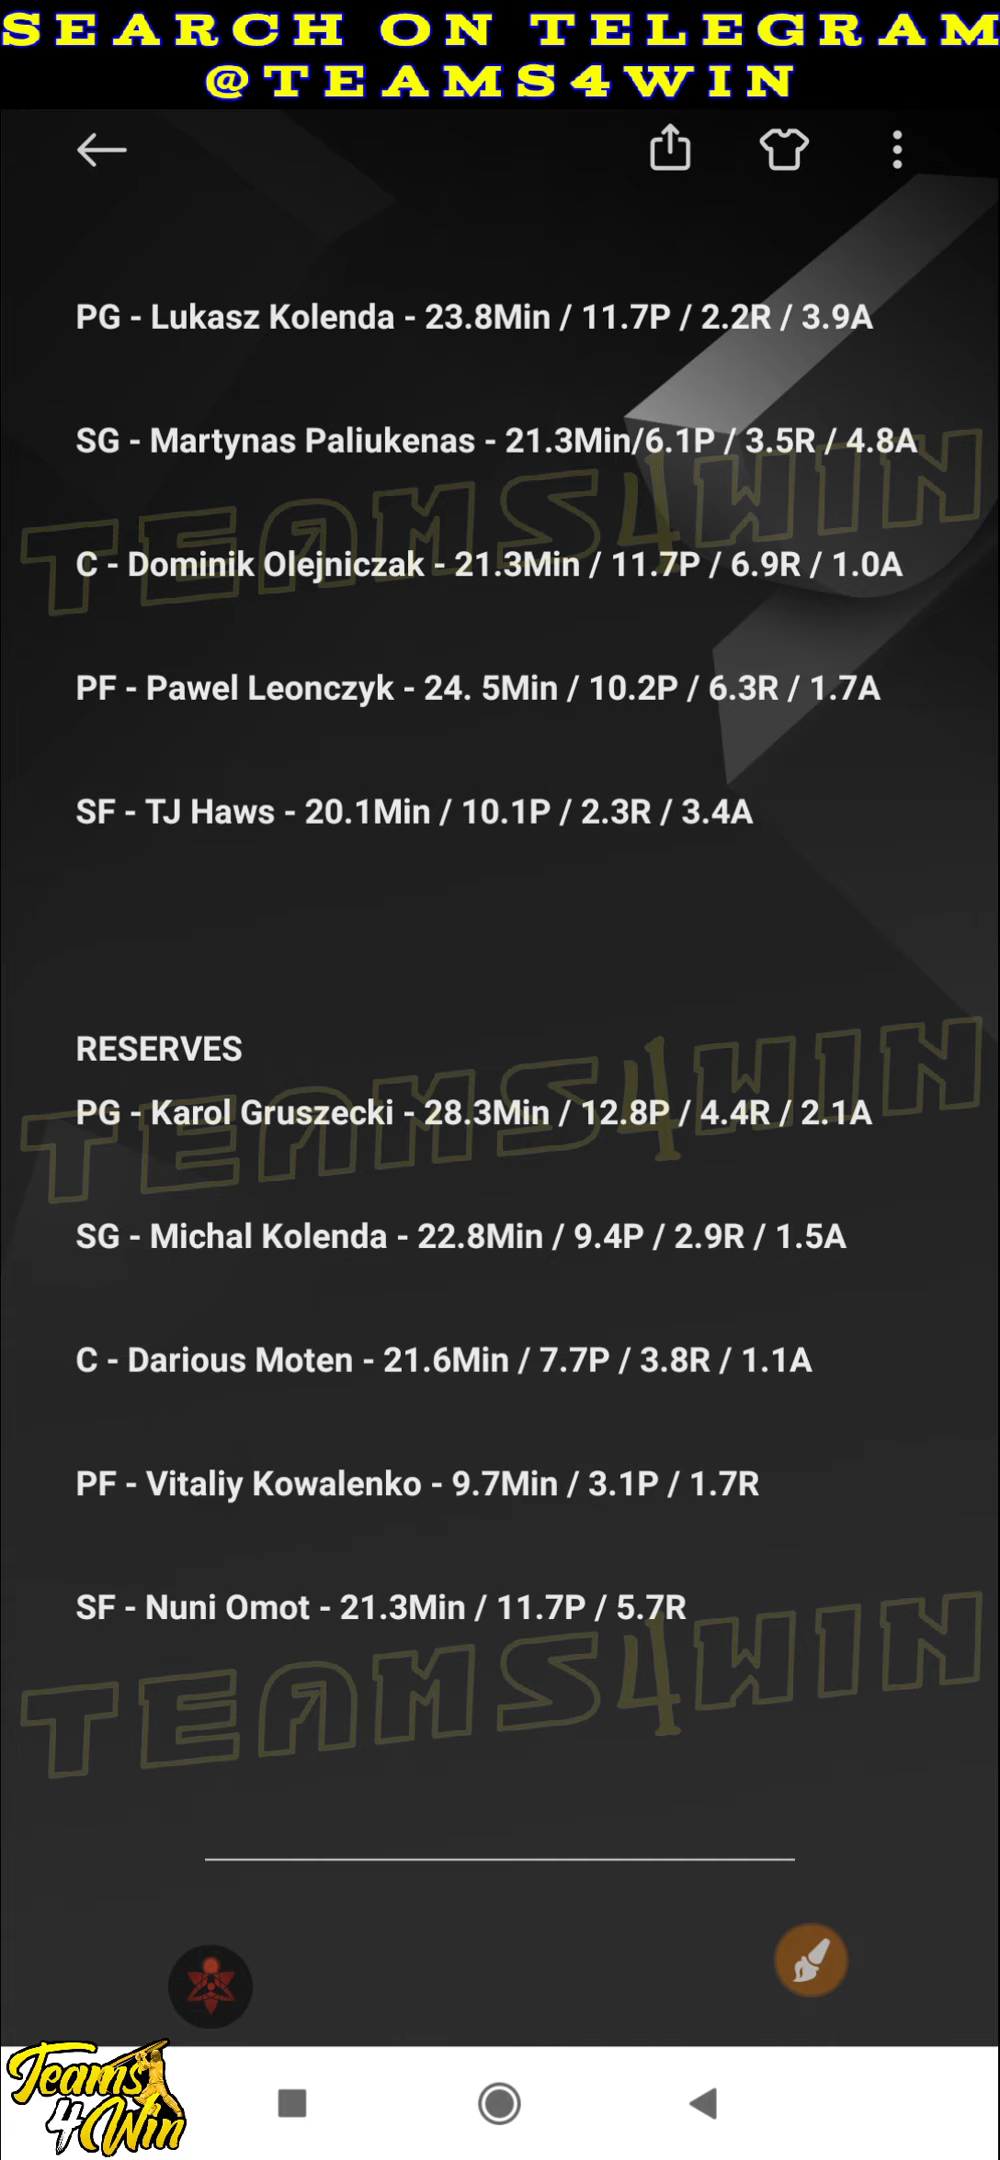 SEARCH ON TELEGRAM
@TEAMS4WIN
PG - Lukasz Kolenda - 23.8Min / 11.7P / 2.2R / 3.9A
SG - Martynas Paliukenas - 21.3Min/6.1P / 3.5R / 4.8A
TEAMS4WIN
C - Dominik Olejniczak - 21.3Min / 11.7P / 6.9R / 1.0A
PF - Pawel Leonczyk - 24. 5Min / 10.2P / 6.3R / 1.7A
SF - TJ Haws - 20.1Min / 10.1P / 2.3R / 3.4A
RESERVES
TEAMS4WIN
PG - Karol Gruszecki - 28.3Min / 12.8P / 4.4R / 2.1A
SG - Michal Kolenda - 22.8Min / 9.4P / 2.9R / 1.5A
C - Darious Moten - 21.6Min / 7.7P / 3.8R / 1.1A
PF - Vitaliy Kowalenko - 9.7Min / 3.1P / 1.7R
SF - Nuni Omot - 21.3Min / 11.7P / 5.7R
TEAMS4WIN
Teams
4Win